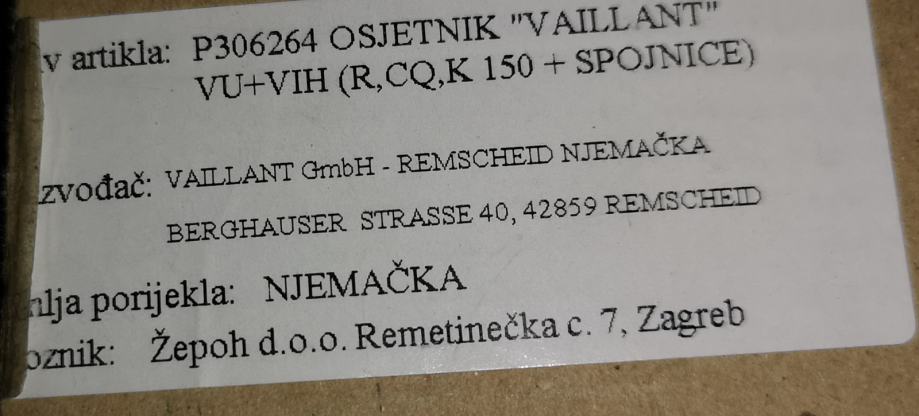 v artikla: P306264 OSJETNIK "VAILLANT"
VU+VIH (R,CQ,K 150 + SPOJNICE)
zvođač: VAILLANT GmbH - REMSCHEID NJEMAČKA
BERGHAUSER STRASSE 40, 42859 REMSCHEID
lja porijekla: NJEMAČKA
oznik: Žepoh d.o.o. Remetinečka c. 7, Zagreb